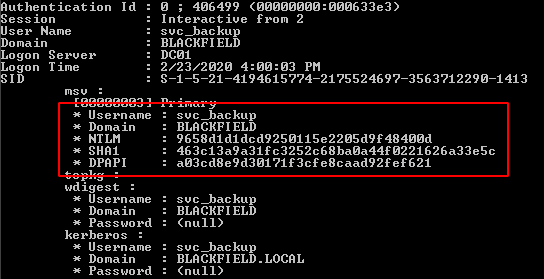 Authentication Id : 0 ; 406499 (00000000:000633e3)
Session : Interactive from 2
User Name : svc_backup
Domain : BLACKFIELD
Logon Server : DC01
Logon Time : 2/23/2020 4:00:03 PM
SID : S-1-5-21-4194615774-2175524697-3563712290-1413
msv :
[00000003] Primary
* Username : svc_backup
* Domain : BLACKFIELD
* NTLM : 9658d1d1dcd9250115e2205d9f48400d
* SHA1 : 463c13a9a31fc3252c68ba0a44f0221626a33e5c
* DPAPI : a03cd8e9d30171f3cfe8caad92fef621
tspkg :
wdigest :
* Username : svc_backup
* Domain : BLACKFIELD
* Password : (null)
kerberos :
* Username : svc_backup
* Domain : BLACKFIELD.LOCAL
* Password : (null)